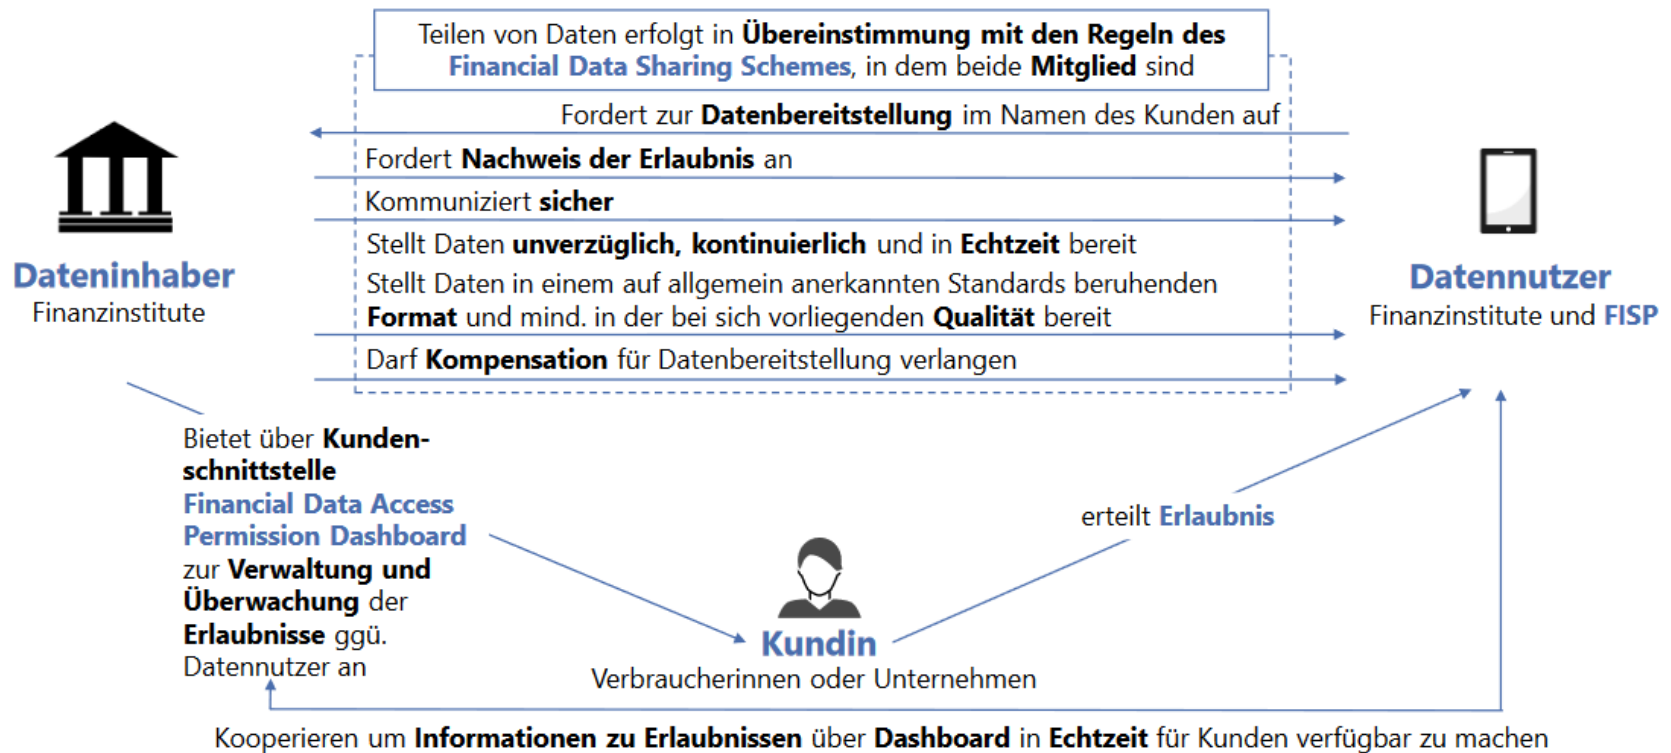 Teilen von Daten erfolgt in Übereinstimmung mit den Regeln des
Financial Data Sharing Schemes, in dem beide Mitglied sind
Fordert zur Datenbereitstellung im Namen des Kunden auf
Fordert Nachweis der Erlaubnis an
Kommuniziert sicher
Stellt Daten unverzüglich, kontinuierlich und in Echtzeit bereit
Stellt Daten in einem auf allgemein anerkannten Standards beruhenden
Format und mind. in der bei sich vorliegenden Qualität bereit
Darf Kompensation für Datenbereitstellung verlangen
Dateninhaber
Finanzinstitute
Datennutzer
Finanzinstitute und FISP
Bietet über Kunden-
schnittstelle
Financial Data Access
Permission Dashboard
zur Verwaltung und
Überwachung der
Erlaubnisse ggü.
Datennutzer an
erteilt Erlaubnis
Kundin
Verbraucherinnen oder Unternehmen
Kooperieren um Informationen zu Erlaubnissen über Dashboard in Echtzeit für Kunden verfügbar zu machen